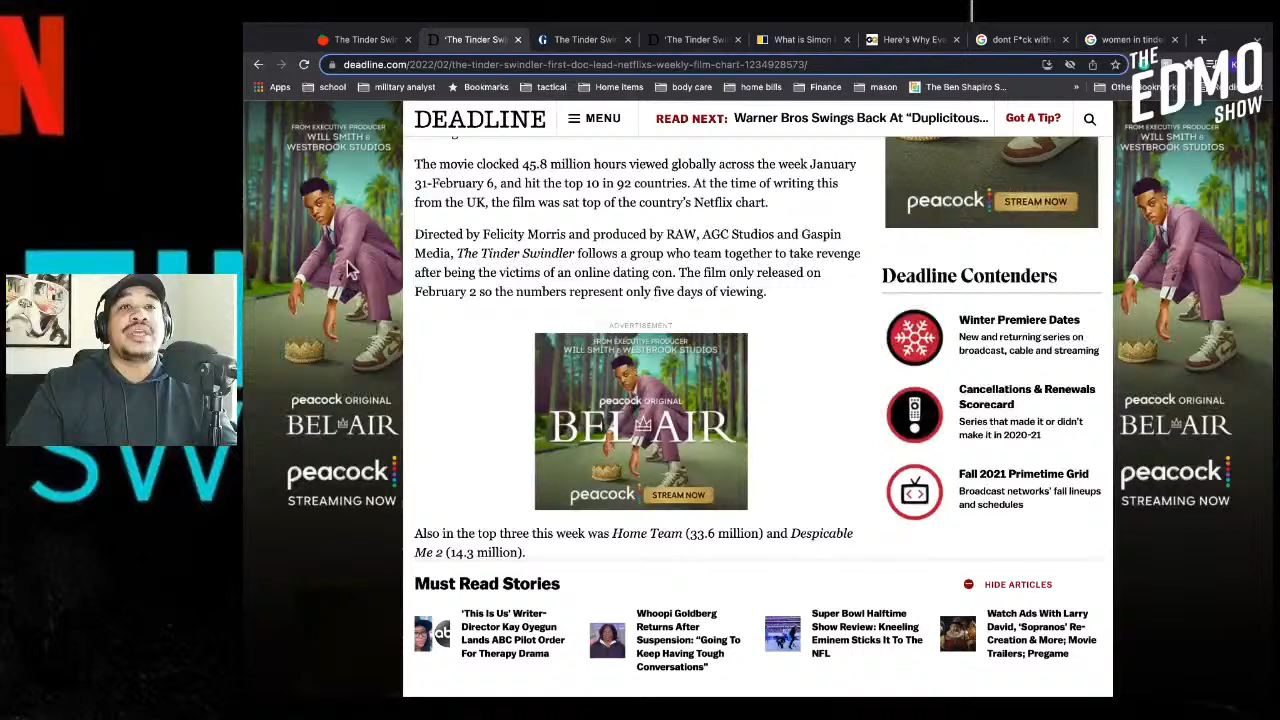 The Tinder Swi
'The Tinder Sw
The Tinder Swi
'The Tinder Sw
What is Simon
Here's Why Eve
dont F*ck with
women in tinde
THE
EDMO
SHOW
deadline.com/2022/02/the-tinder-swindler-first-doc-lead-netflixs-weekly-film-chart-1234928573/
Apps
school
military analyst
Bookmarks
tactical
Home items
body care
home bills
Finance
mason
The Ben Shapiro S...
»
N
DEADLINE
MENU
READ NEXT: Warner Bros Swings Back At “Duplicitous...
Got A Tip?
FROM EXECUTIVE PRODUCER
WILL SMITH &
WESTBROOK STUDIOS
peacock ORIGINAL
BEL AIR
peacock
STREAMING NOW
The movie clocked 45.8 million hours viewed globally across the week January
31-February 6, and hit the top 10 in 92 countries. At the time of writing this
from the UK, the film was sat top of the country’s Netflix chart.
Directed by Felicity Morris and produced by RAW, AGC Studios and Gaspin
Media, The Tinder Swindler follows a group who team together to take revenge
after being the victims of an online dating con. The film only released on
February 2 so the numbers represent only five days of viewing.
ADVERTISEMENT
FROM EXECUTIVE PRODUCER
WILL SMITH & WESTBROOK STUDIOS
peacock ORIGINAL
BEL AIR
peacock
STREAM NOW
Also in the top three this week was Home Team (33.6 million) and Despicable
Me 2 (14.3 million).
peacock
STREAM NOW
Deadline Contenders
Winter Premiere Dates
New and returning series on
broadcast, cable and streaming
Cancellations & Renewals
Scorecard
Series that made it or didn’t
make it in 2020-21
Fall 2021 Primetime Grid
Broadcast networks’ fall lineups
and schedules
FROM EXECUTIVE PRODUCER
WILL SMITH &
WESTBROOK STUDIOS
peacock ORIGINAL
BEL AIR
peacock
STREAMING NOW
Must Read Stories
HIDE ARTICLES
‘This Is Us’ Writer-
Director Kay Oyegun
Lands ABC Pilot Order
For Therapy Drama
Whoopi Goldberg
Returns After
Suspension: “Going To
Keep Having Tough
Conversations”
Super Bowl Halftime
Show Review: Kneeling
Eminem Sticks It To The
NFL
Watch Ads With Larry
David, ‘Sopranos’ Re-
Creation & More; Movie
Trailers; Pregame